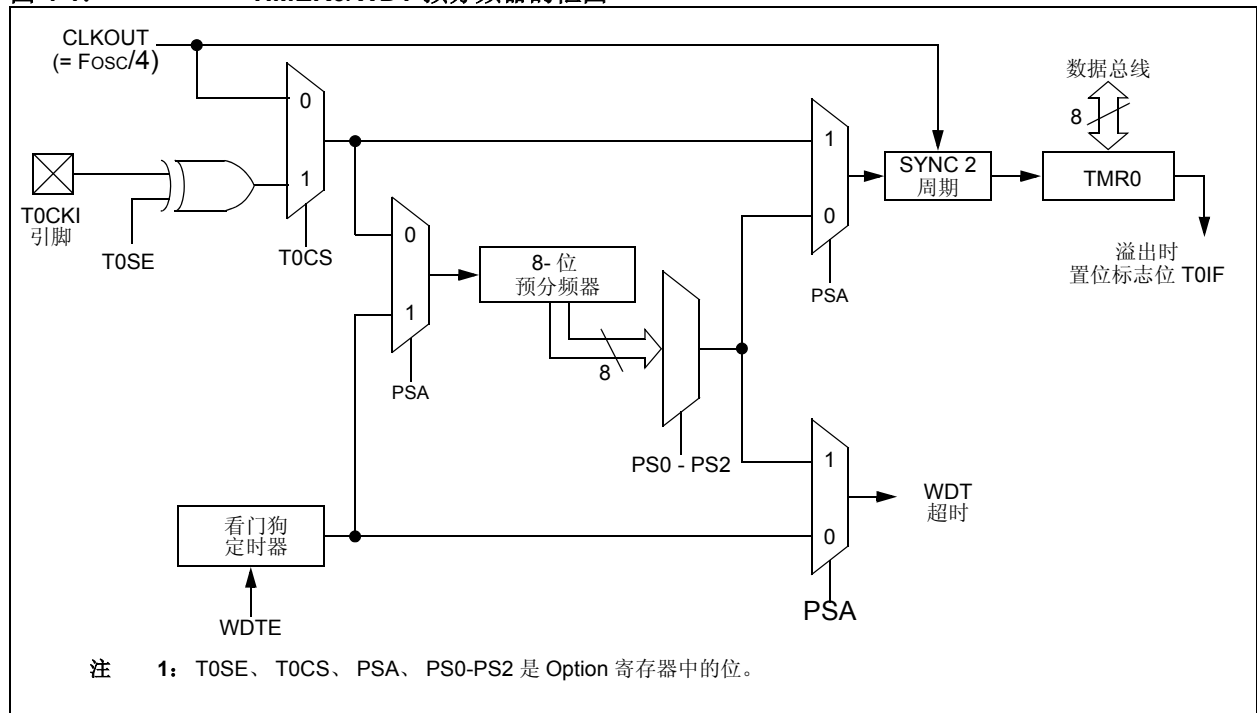 CLKOUT
(= FOSC/4)
数据总线
8
0
1
1
0
SYNC 2
周期
TMR0
T0CKI
引脚
T0SE
T0CS
0
1
8- 位
预分频器
PSA
溢出时
置位标志位 T0IF
8
PSA
PS0 - PS2
1
0
WDT
超时
看门狗
定时器
PSA
WDTE
注 1： T0SE、 T0CS、 PSA、 PS0-PS2 是 Option 寄存器中的位。